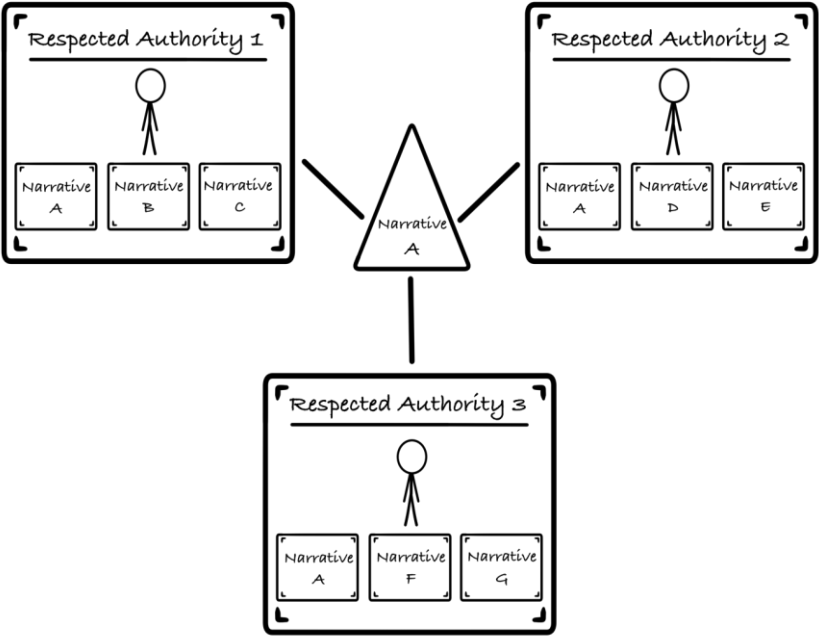 Respected Authority 1
Narrative
A
Narrative
B
Narrative
C
Respected Authority 2
Narrative
A
Narrative
D
Narrative
E
Narrative
A
Respected Authority 3
Narrative
A
Narrative
F
Narrative
G